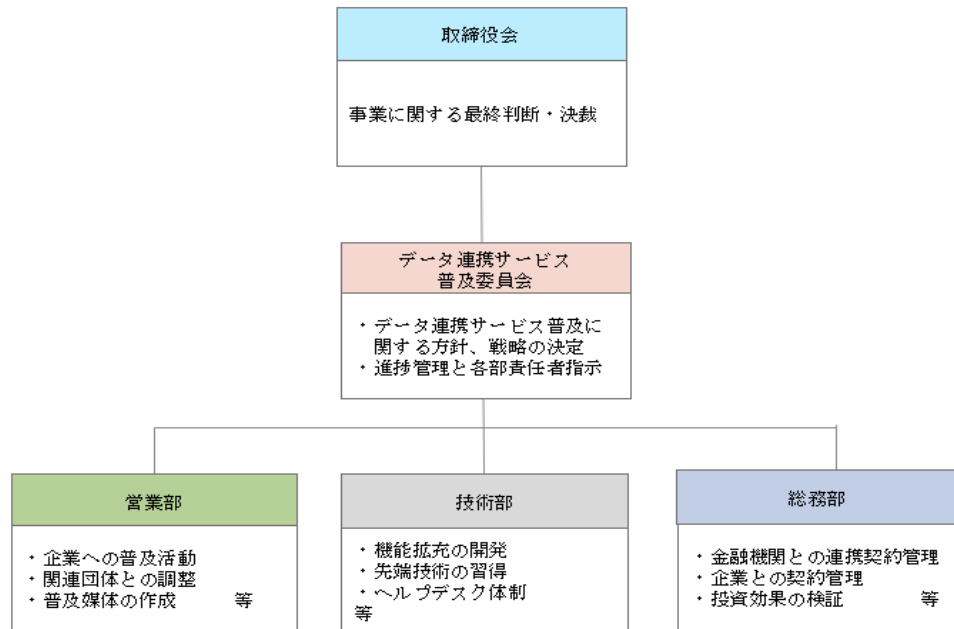 取締役会
事業に関する最終判断・決裁
データ連携サービス
普及委員会
・データ連携サービス普及に
関する方針、戦略の決定
・進捗管理と各部責任者指示
営業部
・企業への普及活動
・関連団体との調整
・普及媒体の作成　　等
技術部
・機能拡充の開発
・先端技術の習得
・ヘルプデスク体制
等
総務部
・金融機関との連携契約管理
・企業との契約管理
・投資効果の検証　　等